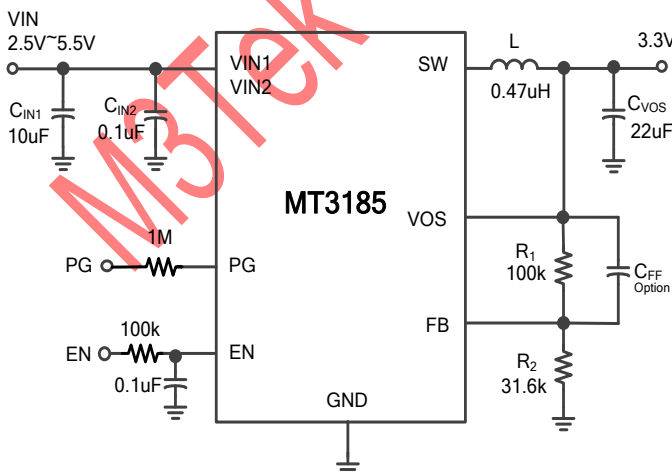 VIN
2.5V~5.5V
CIN1
10uF
CIN2
0.1uF
VIN1
VIN2
SW
L
0.47uH
3.3V
CVOS
22uF
M3Tek
MT3185
VOS
1M
PG
PG
R1
100k
CFF
Option
100k
EN
EN
0.1uF
FB
R2
31.6k
GND